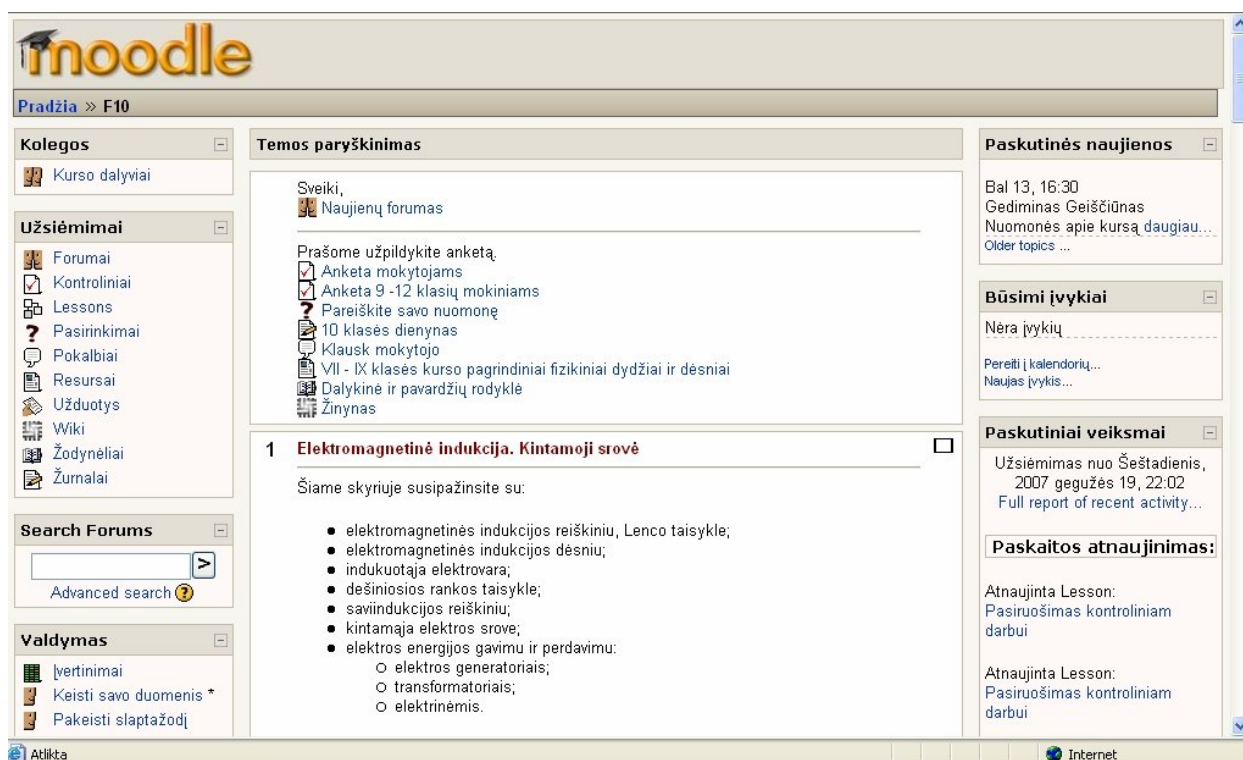 moodle
Pradžia » F10
Kolegos
Kurso dalyviai
Užsiėmimai
Forumai
Kontroliniai
Lessons
Pasirinkimai
Pokalbiai
Resursai
Užduotys
Wiki
Žodynėliai
Žurnalai
Search Forums
>
Advanced search ?
Valdymas
Įvertinimai
Keisti savo duomenis *
Pakeisti slaptažodį
Temos paryškinimas
Sveiki,
Naujienų forumas
Prašome užpildykite anketą.
Anketa mokytojams
Anketa 9 -12 klasių mokiniams
? Pareiškite savo nuomonę
10 klasės dienynas
Klausk mokytojo
VII - IX klasės kurso pagrindiniai fizikiniai dydžiai ir dėsniai
Dalykinė ir pavardžių rodyklė
Žinynas
1 Elektromagnetinė indukcija. Kintamoji srovė
Šiame skyriuje susipažinsite su:
elektromagnetinės indukcijos reiškiniu, Lenco taisykle;
elektromagnetinės indukcijos dėsniu;
indukuotąja elektrovara;
dešiniosios rankos taisykle;
saviindukcijos reiškiniu;
kintamąja elektros srove;
elektros energijos gavimu ir perdavimu:
elektros generatoriais;
transformatoriais;
elektrinėmis.
Paskutinės naujienos
Bal 13, 16:30
Gediminas Geiščiūnas
Nuomonės apie kursą daugiau...
Older topics ...
Būsimi įvykiai
Nėra įvykių
Pereiti į kalendorių...
Naujas įvykis...
Paskutiniai veiksmai
Užsiėmimas nuo Šeštadienis,
2007 gegužės 19, 22:02
Full report of recent activity...
Paskaitos atnaujinimas:
Atnaujinta Lesson:
Pasiruošimas kontroliniam
darbui
Atnaujinta Lesson:
Pasiruošimas kontroliniam
darbui
Atlikta
Internet